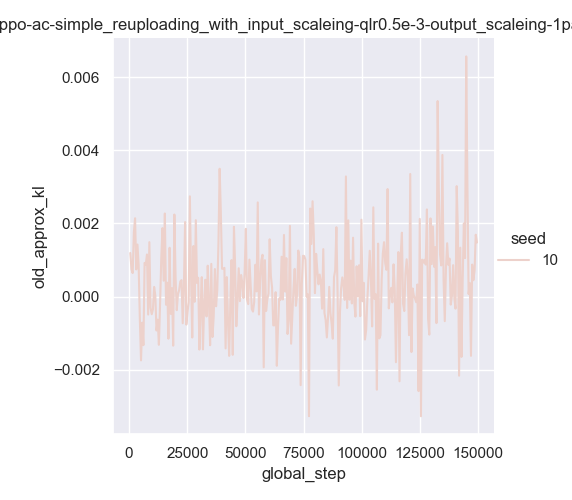 ppo-ac-simple_reuploading_with_input_scaleing-qlr0.5e-3-output_scaleing-1p
old_approx_kl
0.006
0.004
0.002
0.000
−0.002
0 25000 50000 75000 100000 125000 150000
global_step
seed
10